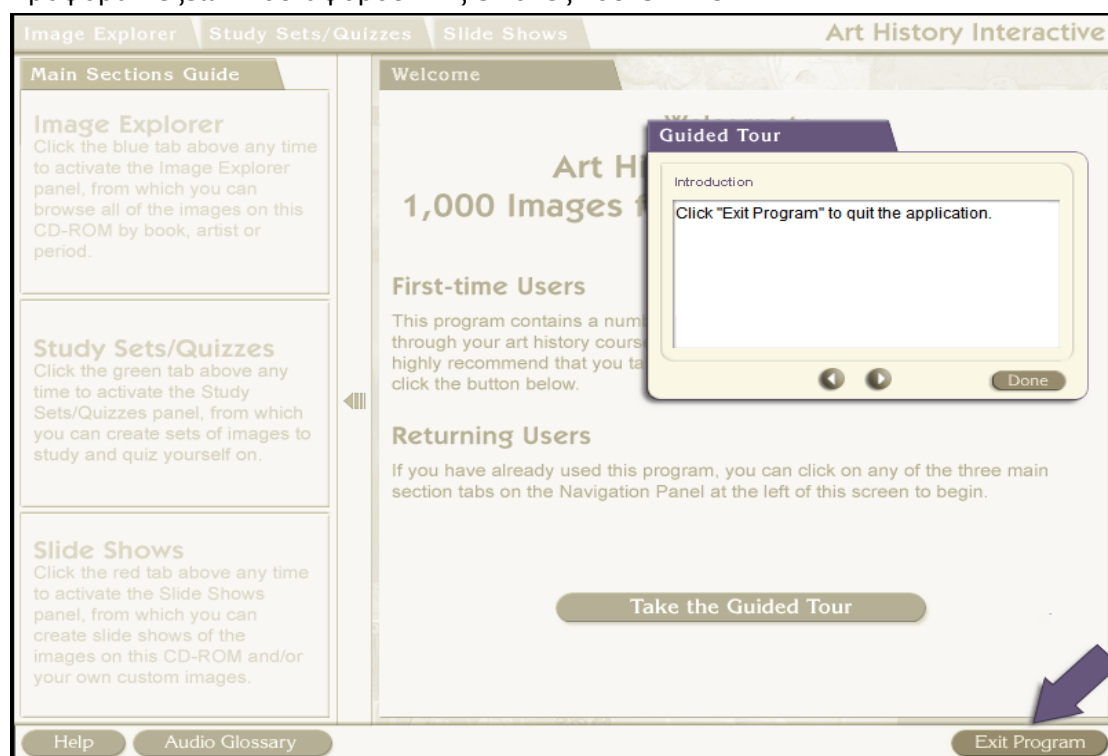 Image Explorer
Study Sets/Quizzes
Slide Shows
Art History Interactive
Main Sections Guide
Image Explorer
Click the blue tab above any time
to activate the Image Explorer
panel, from which you can
browse all of the images on this
CD-ROM by book, artist or
period.
Study Sets/Quizzes
Click the green tab above any
time to activate the Study
Sets/Quizzes panel, from which
you can create sets of images to
study and quiz yourself on.
Slide Shows
Click the red tab above any time
to activate the Slide Shows
panel, from which you can
create slide shows of the
images on this CD-ROM and/or
your own custom images.
Welcome
Art Hi
1,000 Images
First-time Users
This program contains a num
through your art history cours
highly recommend that you ta
click the button below.
Returning Users
If you have already used this program, you can click on any of the three main
section tabs on the Navigation Panel at the left of this screen to begin.
Take the Guided Tour
Guided Tour
Introduction
Click "Exit Program" to quit the application.
Done
Help
Audio Glossary
Exit Program